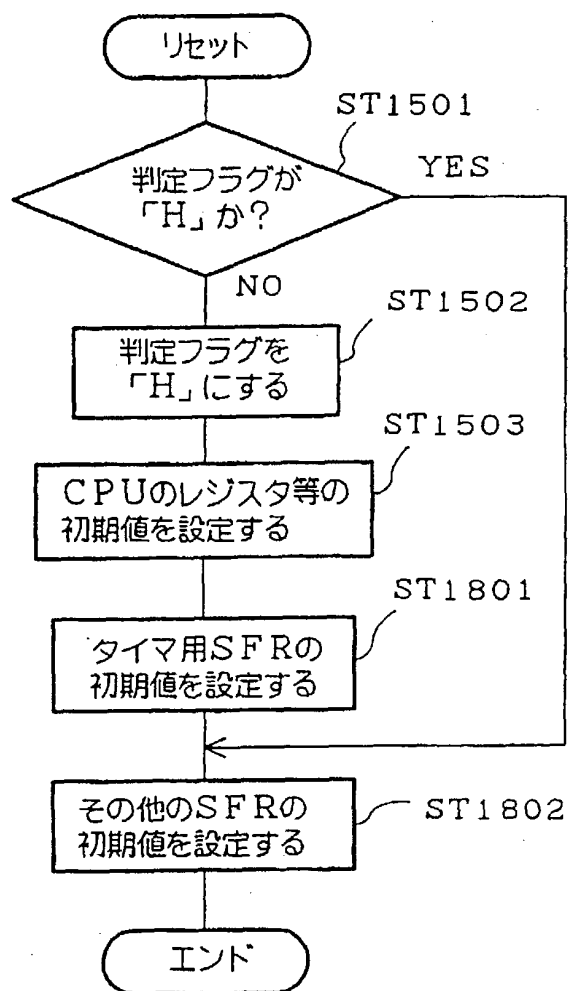 リセット
ST1501
判定フラグが
「H」か?
YES
NO
ST1502
判定フラグを
「H」にする
ST1503
CPUのレジスタ等の
初期値を設定する
ST1801
タイマ用SFRの
初期値を設定する
その他のSFRの
初期値を設定する
ST1802
エンド